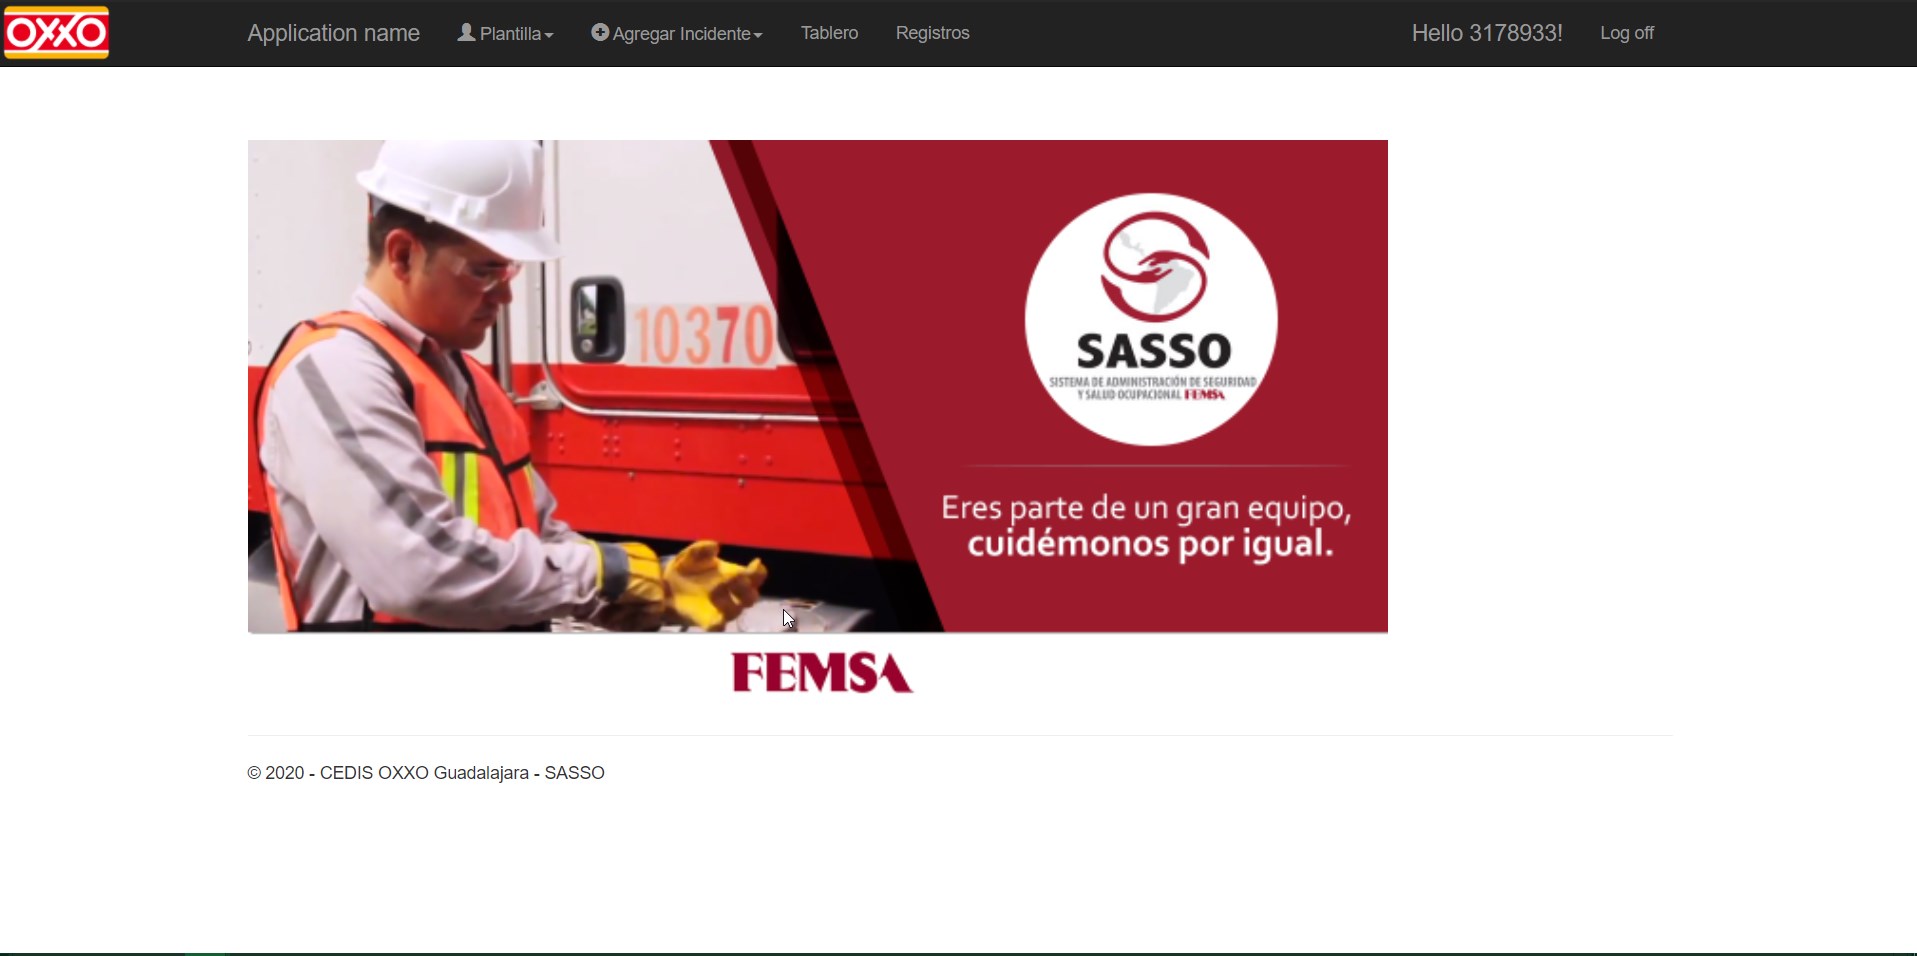 OXXO
Application name
Plantilla
Agregar Incidente
Tablero
Registros
Hello 3178933!
Log off
10370
SASSO
SISTEMA DE ADMINISTRACIÓN DE SEGURIDAD
Y SALUD OCUPACIONAL FEMSA
Eres parte de un gran equipo,
cuidémonos por igual.
FEMSA
© 2020 - CEDIS OXXO Guadalajara - SASSO